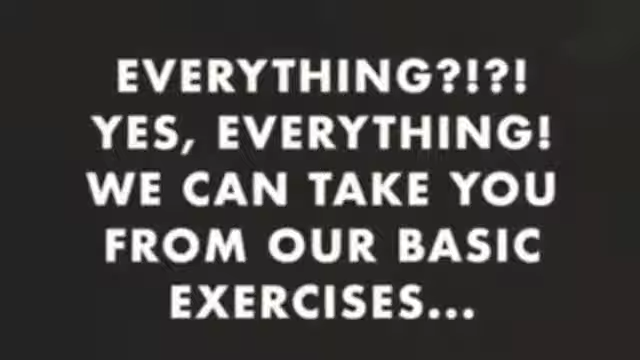 EVERYTHING?!?!
YES, EVERYTHING!
WE CAN TAKE YOU
FROM OUR BASIC
EXERCISES...